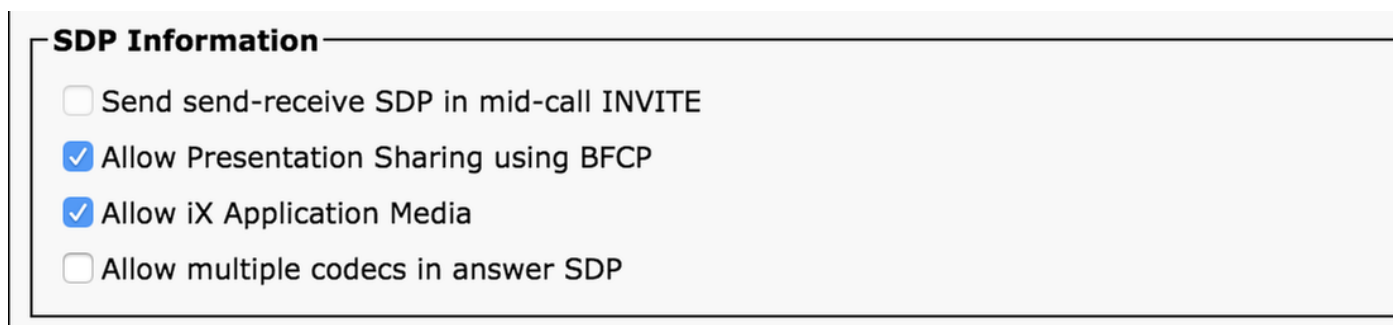 SDP Information
Send send-receive SDP in mid-call INVITE
Allow Presentation Sharing using BFCP
Allow iX Application Media
Allow multiple codecs in answer SDP